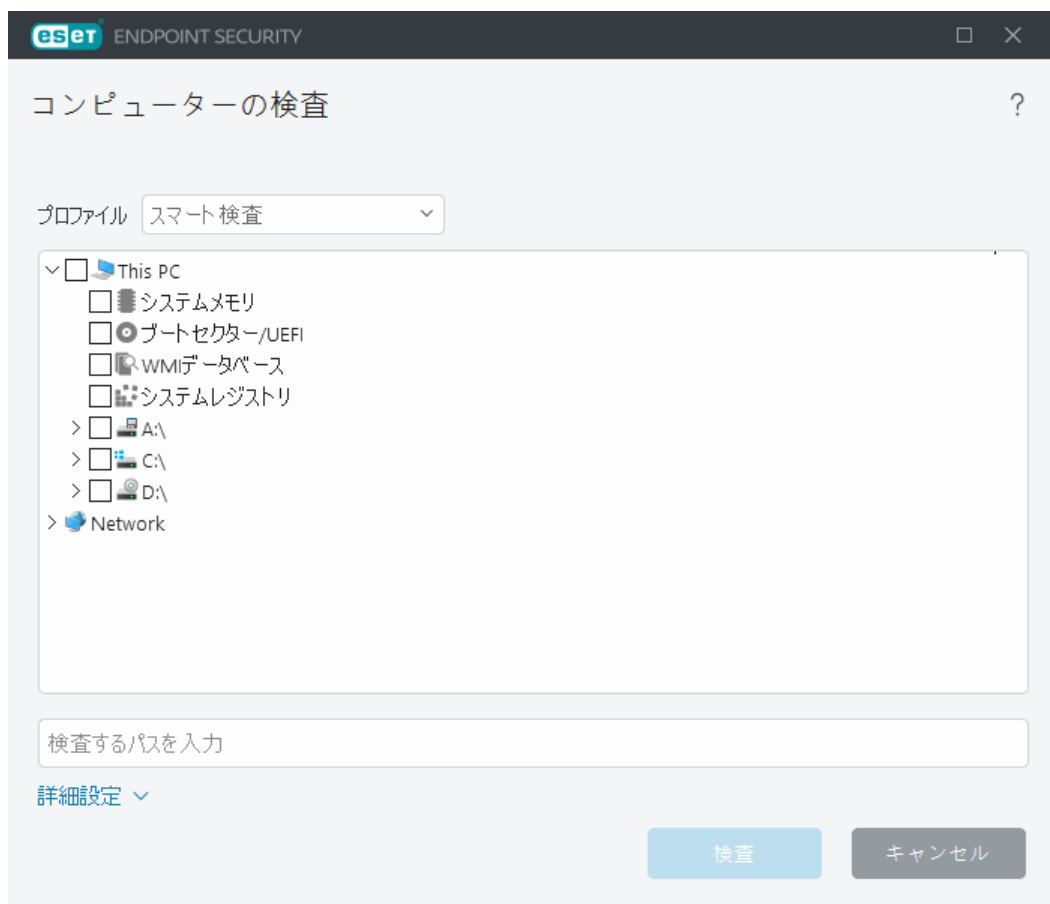 eset ENDPOINT SECURITY
コンピューターの検査
?
プロファイル スマート検査
This PC
システムメモリ
ブートセクター/UEFI
WMIデータベース
システムレジストリ
A:\
C:\
D:\
Network
検査するパスを入力
詳細設定
検査 キャンセル